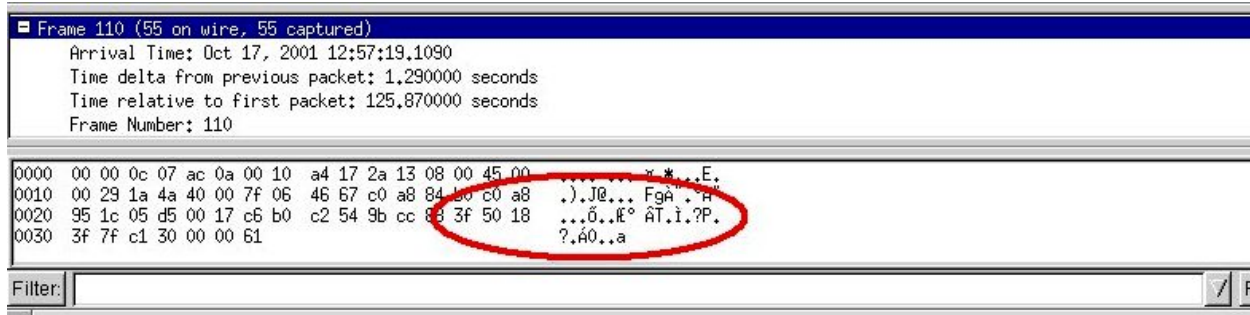 Frame 110 (55 on wire, 55 captured)
Arrival Time: Oct 17, 2001 12:57:19.1090
Time delta from previous packet: 1.290000 seconds
Time relative to first packet: 125.870000 seconds
Frame Number: 110
0000 00 00 0c 07 ac 0a 00 10 a4 17 2a 13 08 00 45 00 ........ ¤.*...E.
0010 00 29 1a 4a 40 00 7f 06 46 67 c0 a8 84 b0 c0 a8 .).J@... FgÀ¨.°À¨
0020 95 1c 05 d5 00 17 c6 b0 c2 54 9b cc 3f 50 18 ...õ..Æ° ÂT.Ì.?P.
0030 3f 7f c1 30 00 00 61 ?.Á0..a
Filter: